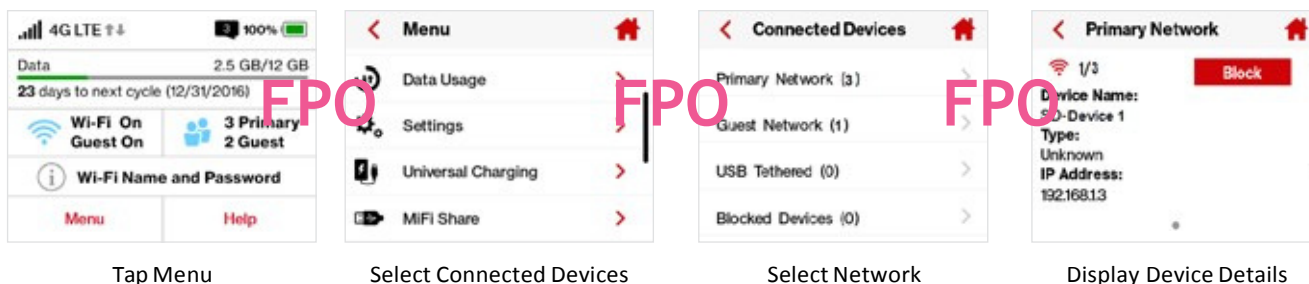 4G LTE
3 100%
Data 2.5 GB/12 GB
23 days to next cycle (12/31/2016)
Wi-Fi On
Guest On
3 Primary
2 Guest
Wi-Fi Name and Password
Menu Help
Tap Menu
Menu
Data Usage
Settings
Universal Charging
MiFi Share
Select Connected Devices
Connected Devices
Primary Network (3)
Guest Network (1)
USB Tethered (0)
Blocked Devices (0)
Select Network
Primary Network
1/3 Block
Device Name:
SD-Device 1
Type:
Unknown
IP Address:
192.168.1.3
Display Device Details
FPO
FPO
FPO